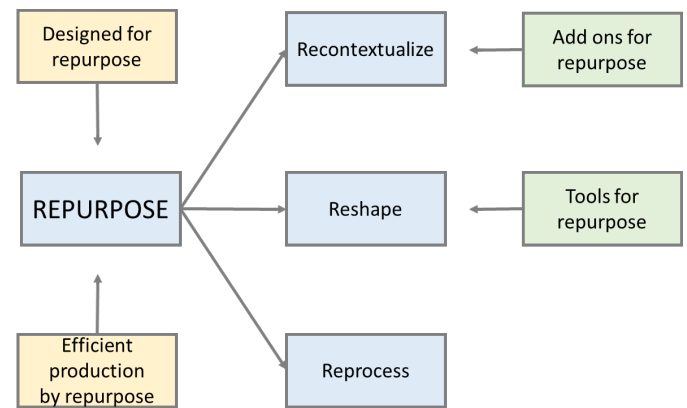 Designed for
repurpose
Recontextualize
Add ons for
repurpose
REPURPOSE
Reshape
Tools for
repurpose
Efficient
production
by repurpose
Reprocess